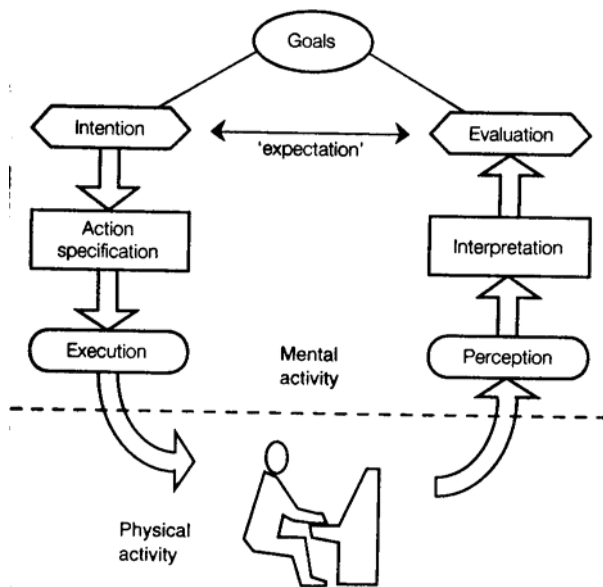 Goals
Intention
'expectation'
Evaluation
Action
specification
Interpretation
Execution
Mental
activity
Perception
Physical
activity